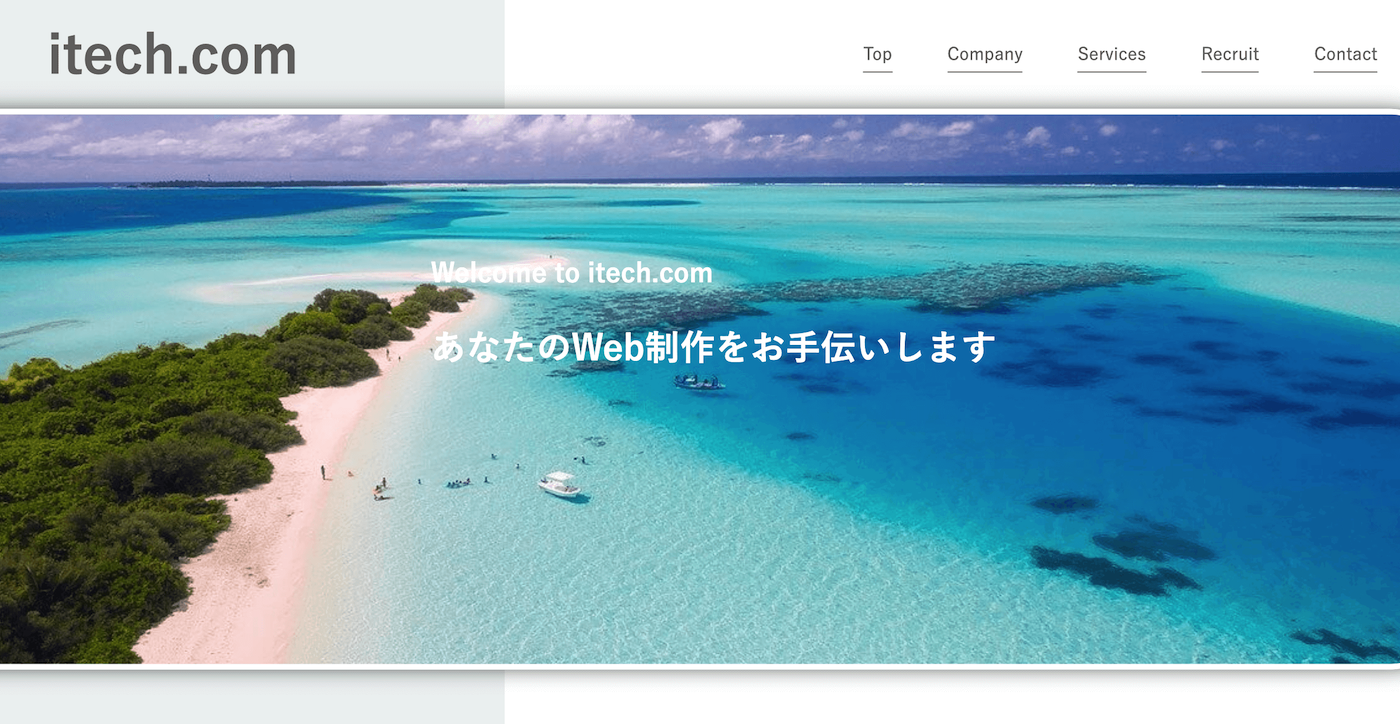 itech.com
Top Company Services Recruit Contact
Welcome to itech.com
あなたのWeb制作をお手伝いします